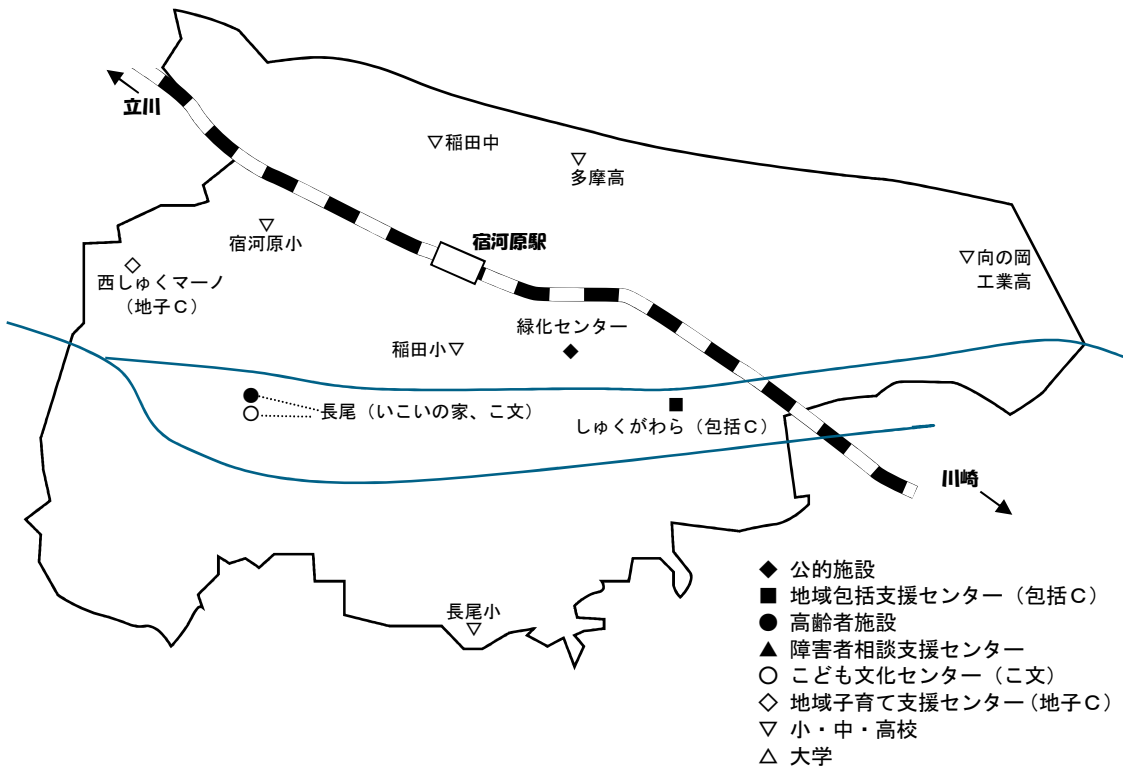 立川
▽稲田中
▽
多摩高
▽
宿河原小
宿河原駅
▽向の岡
工業高
◇
西しゅくマーノ
（地子Ｃ）
緑化センター
◆
稲田小▽
●
○
長尾（いこいの家、こ文）
■
しゅくがわら（包括Ｃ）
川崎
長尾小
▽
◆ 公的施設
■ 地域包括支援センター（包括Ｃ）
● 高齢者施設
▲ 障害者相談支援センター
○ こども文化センター（こ文）
◇ 地域子育て支援センター（地子Ｃ）
▽ 小・中・高校
△ 大学